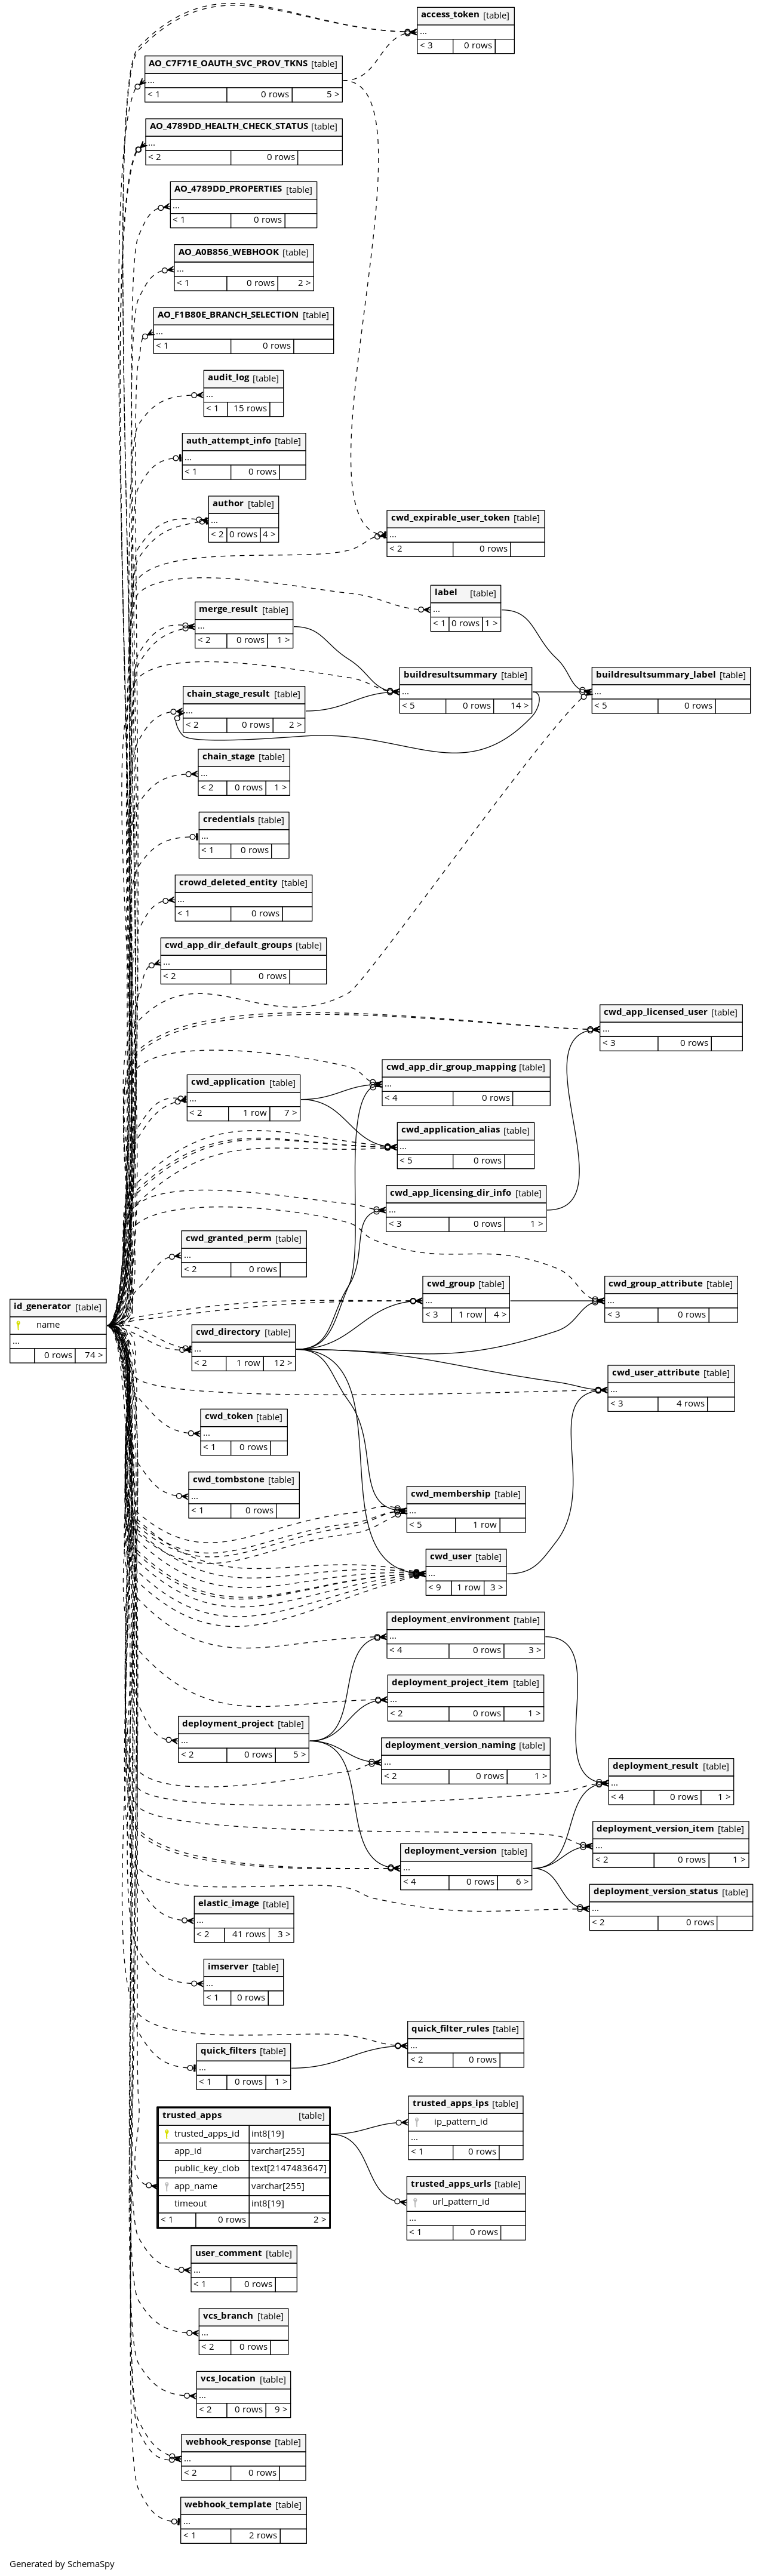 access_token [table]
...
< 3 0 rows
AO_C7F71E_OAUTH_SVC_PROV_TKNS [table]
...
< 1 0 rows 5 >
AO_4789DD_HEALTH_CHECK_STATUS [table]
...
< 2 0 rows
AO_4789DD_PROPERTIES [table]
...
< 1 0 rows
AO_A0B856_WEBHOOK [table]
...
< 1 0 rows 2 >
AO_F1B80E_BRANCH_SELECTION [table]
...
< 1 0 rows
audit_log [table]
...
< 1 15 rows
auth_attempt_info [table]
...
< 1 0 rows
author [table]
...
< 2 0 rows 4 >
cwd_expirable_user_token [table]
...
< 2 0 rows
label [table]
...
< 1 0 rows 1 >
merge_result [table]
...
< 2 0 rows 1 >
buildresultsummary [table]
...
< 5 0 rows 14 >
buildresultsummary_label [table]
...
< 5 0 rows
chain_stage_result [table]
...
< 2 0 rows 2 >
chain_stage [table]
...
< 2 0 rows 1 >
credentials [table]
...
< 1 0 rows
crowd_deleted_entity [table]
...
< 1 0 rows
cwd_app_dir_default_groups [table]
...
< 2 0 rows
cwd_app_licensed_user [table]
...
< 3 0 rows
cwd_app_dir_group_mapping [table]
...
< 4 0 rows
cwd_application [table]
...
< 2 1 row 7 >
cwd_application_alias [table]
...
< 5 0 rows
cwd_app_licensing_dir_info [table]
...
< 3 0 rows 1 >
cwd_granted_perm [table]
...
< 2 0 rows
cwd_group [table]
...
< 3 1 row 4 >
cwd_group_attribute [table]
...
< 3 0 rows
id_generator [table]
name
...
0 rows 74 >
cwd_directory [table]
...
< 2 1 row 12 >
cwd_user_attribute [table]
...
< 3 4 rows
cwd_token [table]
...
< 1 0 rows
cwd_tombstone [table]
...
< 1 0 rows
cwd_membership [table]
...
< 5 1 row
cwd_user [table]
...
< 9 1 row 3 >
deployment_environment [table]
...
< 4 0 rows 3 >
deployment_project_item [table]
...
< 2 0 rows 1 >
deployment_project [table]
...
< 2 0 rows 5 >
deployment_version_naming [table]
...
< 2 0 rows 1 >
deployment_result [table]
...
< 4 0 rows 1 >
deployment_version_item [table]
...
< 2 0 rows 1 >
deployment_version [table]
...
< 4 0 rows 6 >
deployment_version_status [table]
...
< 2 0 rows
elastic_image [table]
...
< 2 41 rows 3 >
imserver [table]
...
< 1 0 rows
quick_filter_rules [table]
...
< 2 0 rows
quick_filters [table]
...
< 1 0 rows 1 >
trusted_apps [table]
trusted_apps_id int8[19]
app_id varchar[255]
public_key_clob text[2147483647]
app_name varchar[255]
timeout int8[19]
< 1 0 rows 2 >
trusted_apps_ips [table]
ip_pattern_id
...
< 1 0 rows
trusted_apps_urls [table]
url_pattern_id
...
< 1 0 rows
user_comment [table]
...
< 1 0 rows
vcs_branch [table]
...
< 2 0 rows
vcs_location [table]
...
< 2 0 rows 9 >
webhook_response [table]
...
< 2 0 rows
webhook_template [table]
...
< 1 2 rows
Generated by SchemaSpy